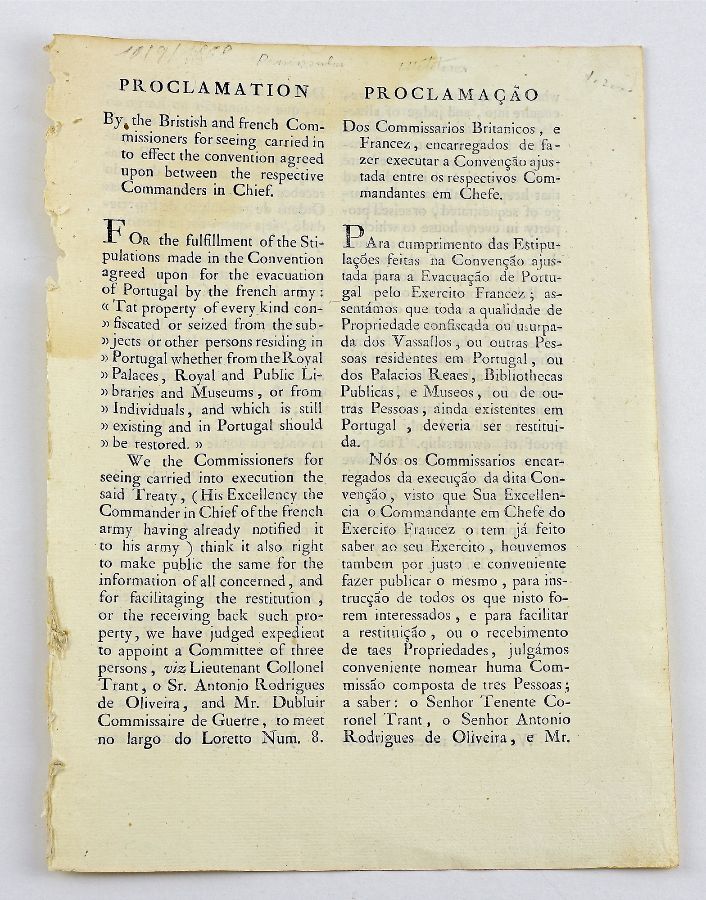 PROCLAMATION
By the Bristish and french Com-
missioners for seeing carried in
to effect the convention agreed
upon between the respective
Commanders in Chief.
FOR the fulfillment of the Sti-
pulations made in the Convention
agreed upon for the evacuation
of Portugal by the french army:
« Tat property of every kind con-
» fiscated or seized from the sub-
» jects or other persons residing in
» Portugal whether from the Royal
» Palaces, Royal and Public Li-
» braries and Museums, or from
» Individuals, and which is still
» existing and in Portugal should
» be restored. »
We the Commissioners for
seeing carried into execution the
said Treaty, (His Excellency the
Commander in Chief of the french
army having already notified it
to his army) think it also right
to make public the same for the
information of all concerned, and
for facilitaging the restitution,
or the receiving back such pro-
perty, we have judged expedient
to appoint a Committee of three
persons, viz Lieutenant Collonel
Trant, o Sr. Antonio Rodrigues
de Oliveira, and Mr. Dubluir
Commissaire de Guerre, to meet
no largo do Loretto Num. 8.
PROCLAMAÇÃO
Dos Commissarios Britanicos, e
Francez, encarregados de fa-
zer executar a Convenção ajus-
tada entre os respectivos Com-
mandantes em Chefe.
PAra cumprimento das Estipu-
lações feitas na Convenção ajus-
tada para a Evacuação de Portu-
gal pelo Exercito Francez; as-
sentámos que toda a qualidade de
Propriedade confiscada ou usurpa-
da dos Vassallos, ou outras Pes-
soas residentes em Portugal, ou
dos Palacios Reaes, Bibliothecas
Publicas, e Museos, ou de ou-
tras Pessoas, ainda existentes em
Portugal, deveria ser restitui-
da.
Nós os Commissarios encar-
regados da execução da dita Con-
venção, visto que Sua Excellen-
cia o Commandante em Chefe do
Exercito Francez o tem já feito
saber ao seu Exercito, houvemos
tambem por justo e conveniente
fazer publicar o mesmo, para ins-
trucção de todos os que nisto fo-
rem interessados, e para facilitar
a restituição, ou o recebimento
de taes Propriedades, julgámos
conveniente nomear huma Com-
missão composta de tres Pessoas;
a saber: o Senhor Tenente Co-
ronel Trant, o Senhor Antonio
Rodrigues de Oliveira, e Mr.